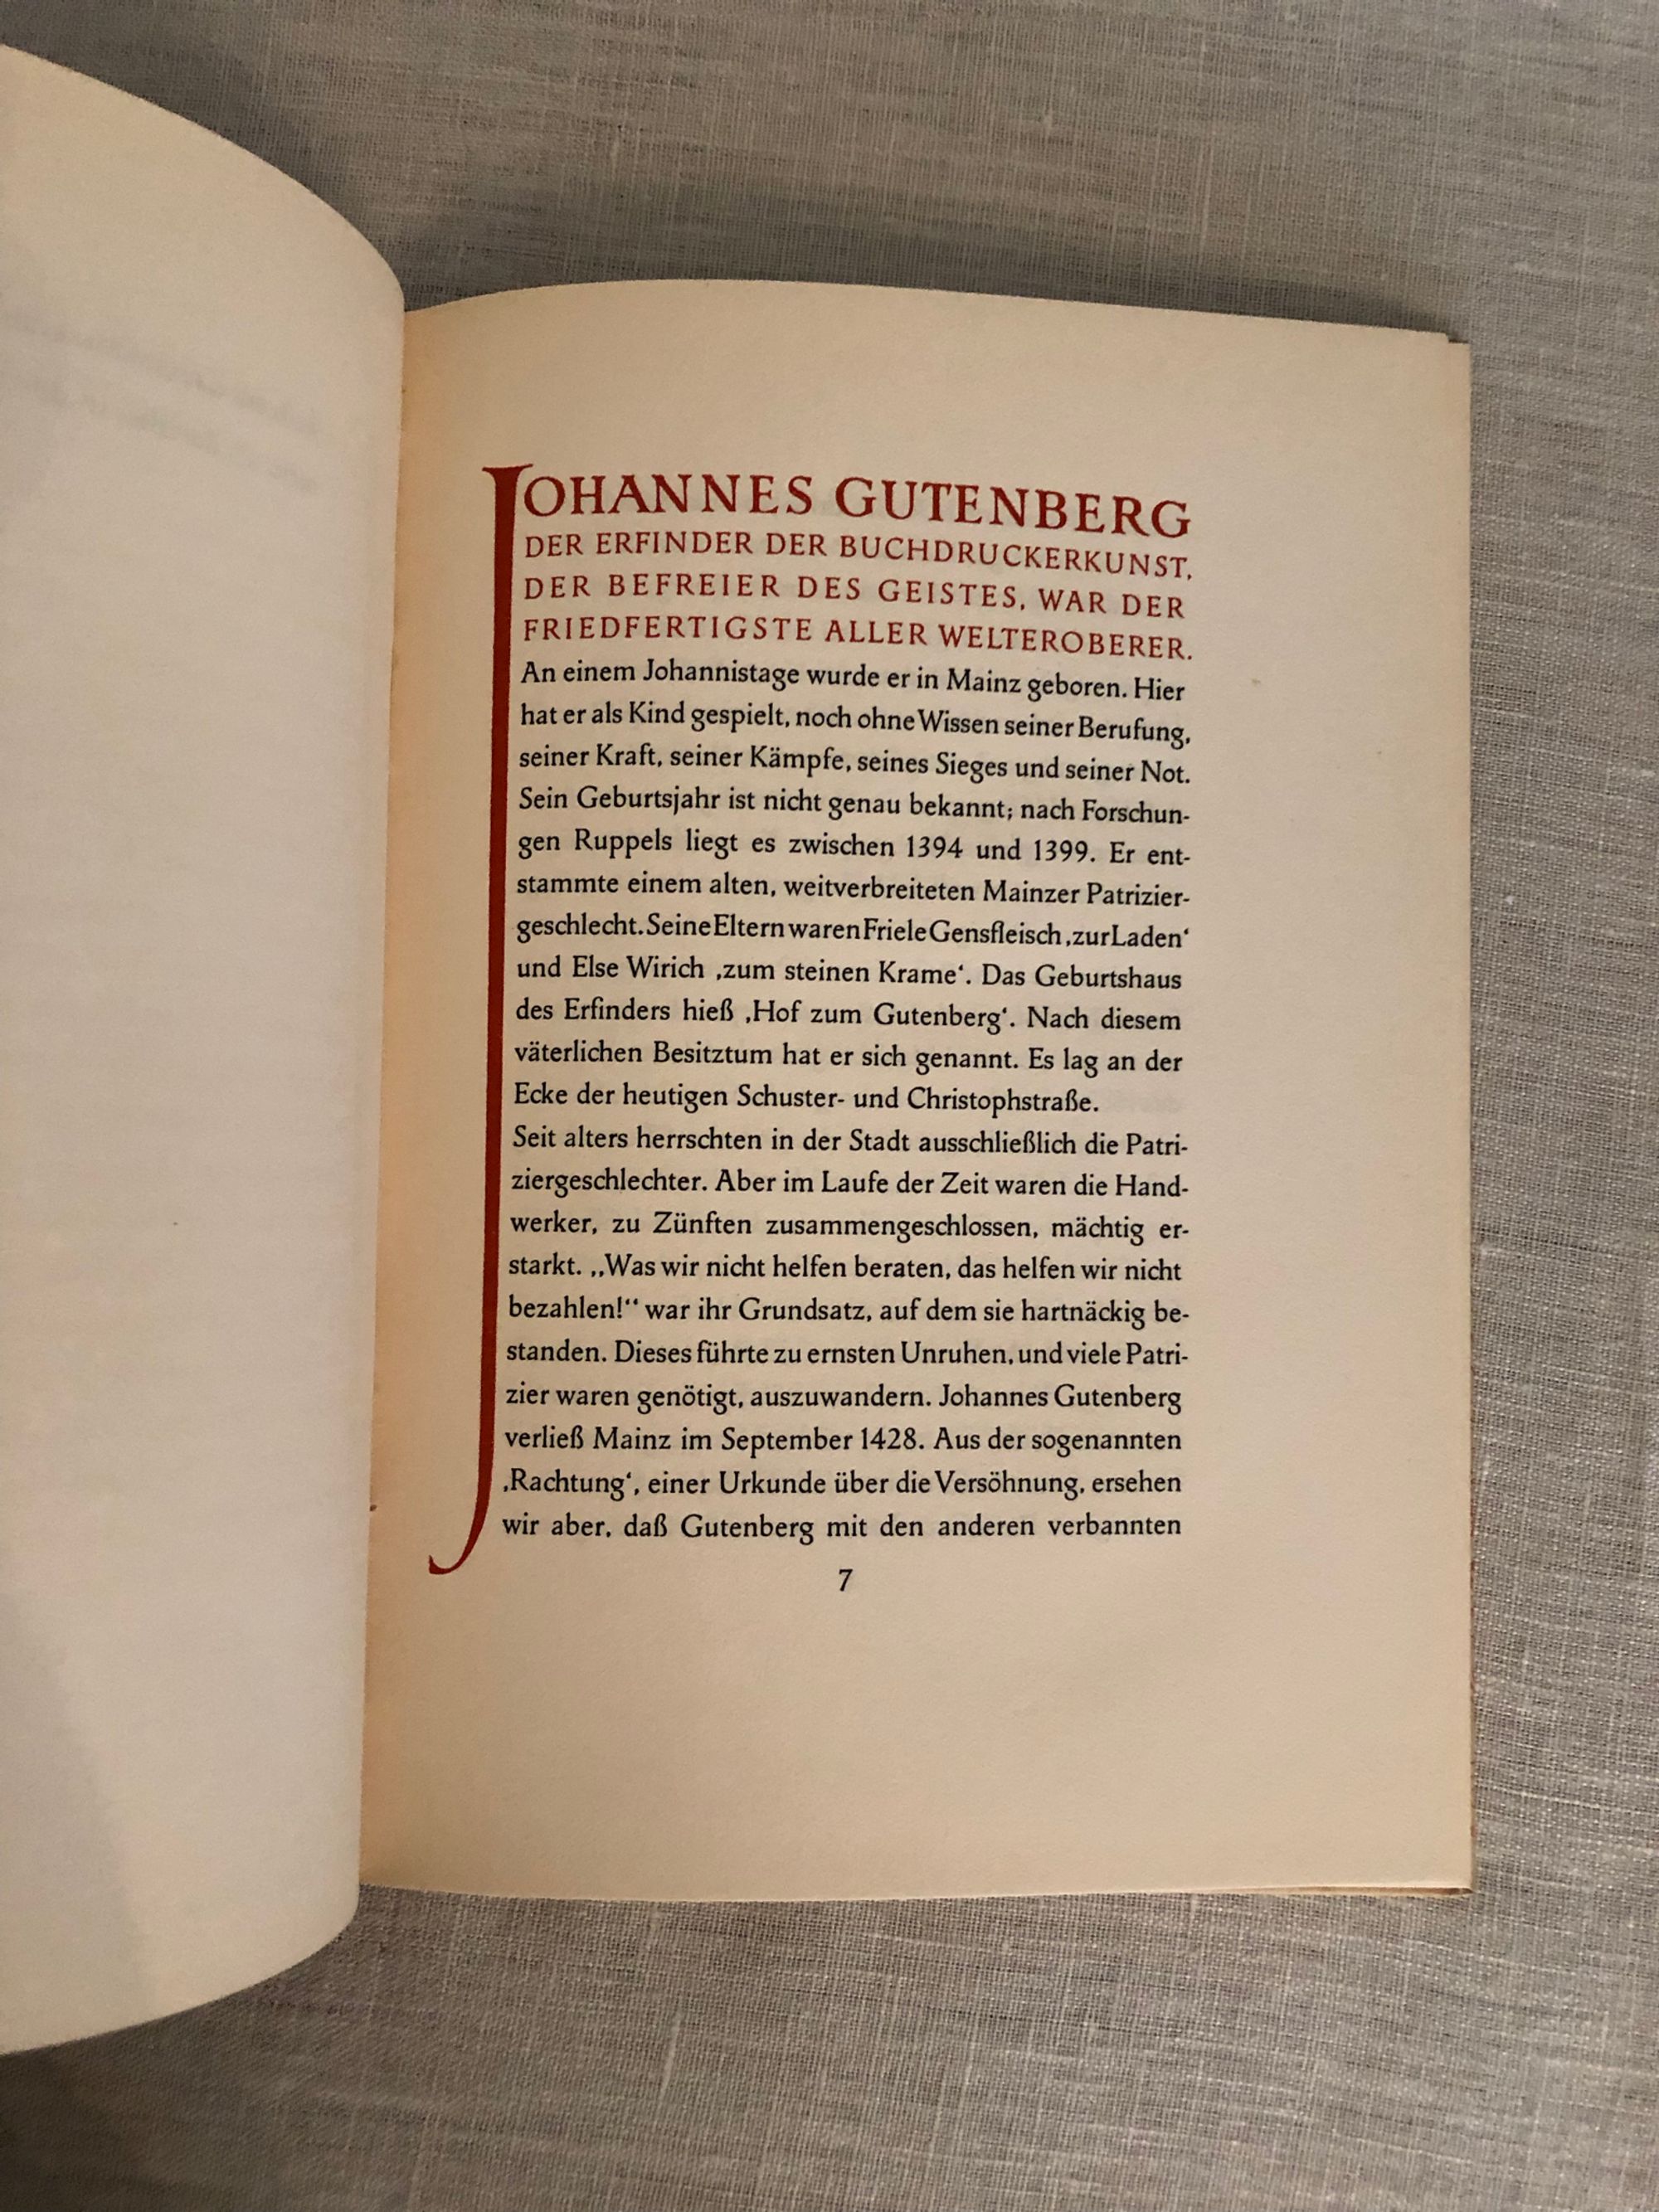 JOHANNES GUTENBERG
DER ERFINDER DER BUCHDRUCKERKUNST,
DER BEFREIER DES GEISTES, WAR DER
FRIEDFERTIGSTE ALLER WELTEROBERER.
An einem Johannistage wurde er in Mainz geboren. Hier
hat er als Kind gespielt, noch ohne Wissen seiner Berufung,
seiner Kraft, seiner Kämpfe, seines Sieges und seiner Not.
Sein Geburtsjahr ist nicht genau bekannt; nach Forschun-
gen Ruppels liegt es zwischen 1394 und 1399. Er ent-
stammte einem alten, weitverbreiteten Mainzer Patrizier-
geschlecht. Seine Eltern waren Friele Gensfleisch ‚zur Laden‘
und Else Wirich ‚zum steinen Krame‘. Das Geburtshaus
des Erfinders hieß ‚Hof zum Gutenberg‘. Nach diesem
väterlichen Besitztum hat er sich genannt. Es lag an der
Ecke der heutigen Schuster- und Christophstraße.
Seit alters herrschten in der Stadt ausschließlich die Patri-
ziergeschlechter. Aber im Laufe der Zeit waren die Hand-
werker, zu Zünften zusammengeschlossen, mächtig er-
starkt. „Was wir nicht helfen beraten, das helfen wir nicht
bezahlen!“ war ihr Grundsatz, auf dem sie hartnäckig be-
standen. Dieses führte zu ernsten Unruhen, und viele Patri-
zier waren genötigt, auszuwandern. Johannes Gutenberg
verließ Mainz im September 1428. Aus der sogenannten
‚Rachtung‘, einer Urkunde über die Versöhnung, ersehen
wir aber, daß Gutenberg mit den anderen verbannten
7